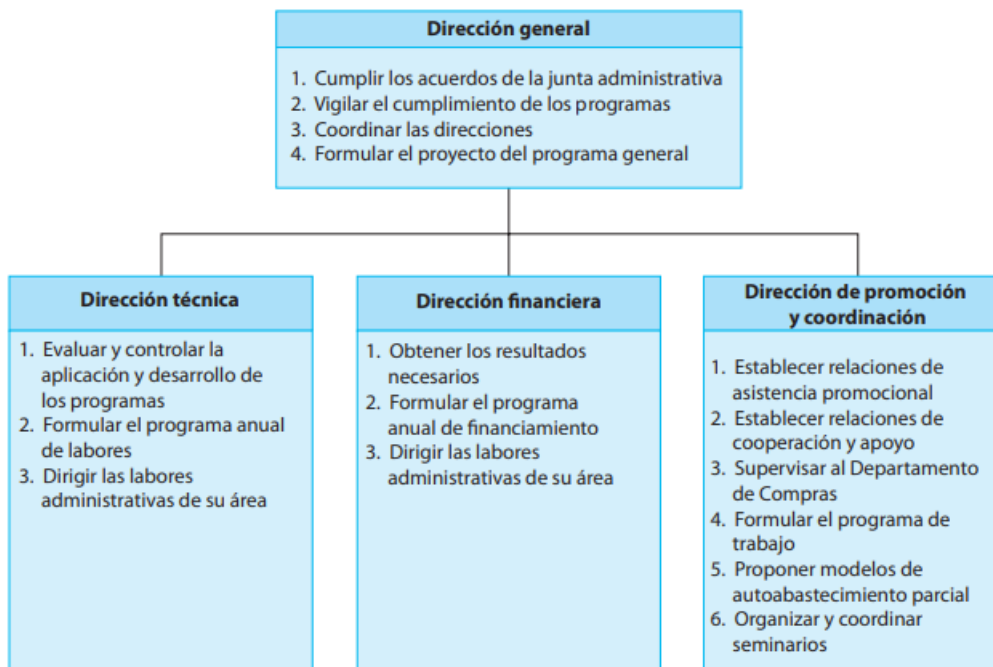 Dirección general
1. Cumplir los acuerdos de la junta administrativa
2. Vigilar el cumplimiento de los programas
3. Coordinar las direcciones
4. Formular el proyecto del programa general
Dirección técnica
1. Evaluar y controlar la
aplicación y desarrollo de
los programas
2. Formular el programa anual
de labores
3. Dirigir las labores
administrativas de su área
Dirección financiera
1. Obtener los resultados
necesarios
2. Formular el programa
anual de financiamiento
3. Dirigir las labores
administrativas de su área
Dirección de promoción
y coordinación
1. Establecer relaciones de
asistencia promocional
2. Establecer relaciones de
cooperación y apoyo
3. Supervisar al Departamento
de Compras
4. Formular el programa de
trabajo
5. Proponer modelos de
autoabastecimiento parcial
6. Organizar y coordinar
seminarios